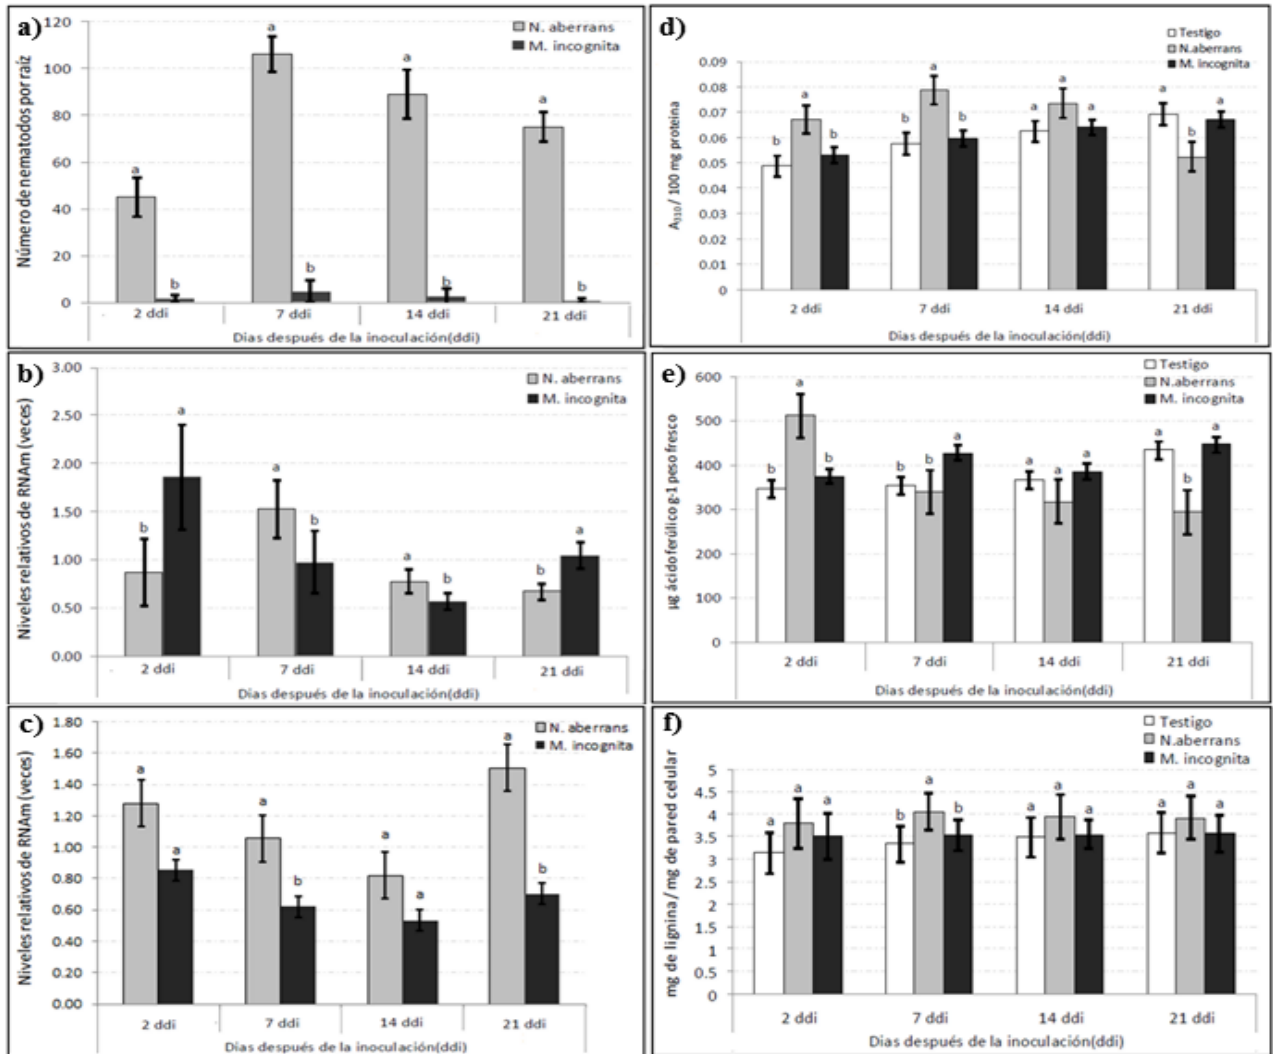 a)
N. aberrans
M. incognita
Número de nematodos por raíz
120
100
80
60
40
20
0
a
b
a
b
a
b
a
b
2 ddi
7 ddi
14 ddi
21 ddi
Dias después de la inoculación(ddi)
b)
N. aberrans
M. incognita
Niveles relativos de RNAm (veces)
3.00
2.50
2.00
1.50
1.00
0.50
0.00
b
a
a
b
a
b
b
a
2 ddi
7 ddi
14 ddi
21 ddi
Dias después de la inoculación(ddi)
c)
N. aberrans
M. incognita
Niveles relativos de RNAm (veces)
1.80
1.60
1.40
1.20
1.00
0.80
0.60
0.40
0.20
0.00
a
a
a
b
a
a
a
b
2 ddi
7 ddi
14 ddi
21 ddi
Dias después de la inoculación(ddi)
d)
Testigo
N.aberrans
M. incognita
A310/ 100 mg proteina
0.09
0.08
0.07
0.06
0.05
0.04
0.03
0.02
0.01
0
b
a
b
b
a
b
a
a
a
a
b
a
2 ddi
7 ddi
14 ddi
21 ddi
Dias después de la inoculación(ddi)
e)
Testigo
N.aberrans
M. incognita
µg ácido ferúlico g-1 peso fresco
600
500
400
300
200
100
0
b
a
b
b
b
a
a
a
a
a
b
a
2 ddi
7 ddi
14 ddi
21 ddi
Dias después de la inoculación(ddi)
f)
Testigo
N.aberrans
M. incognita
mg de lignina/ mg de pared celular
5
4.5
4
3.5
3
2.5
2
1.5
1
0.5
0
a
a
a
b
a
b
a
a
a
a
a
a
2 ddi
7 ddi
14 ddi
21 ddi
Dias después de la inoculación(ddi)